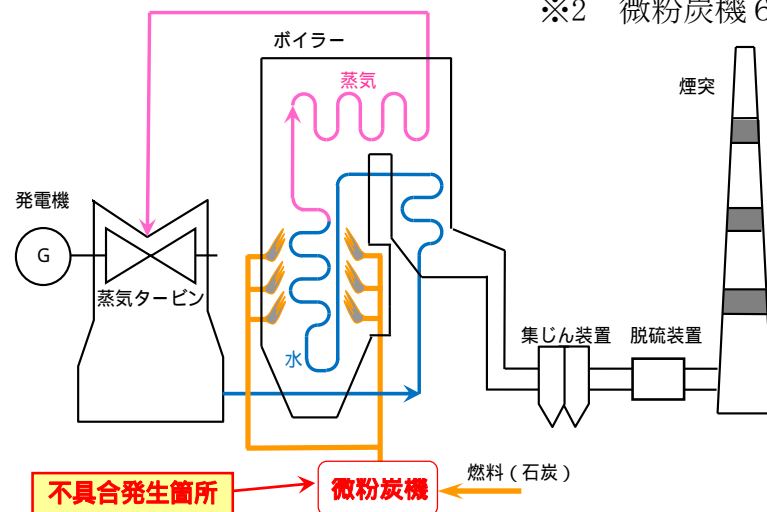 ※2　微粉炭機６
ボイラー
蒸気
煙突
発電機
G
蒸気タービン
集じん装置
脱硫装置
水
燃料（石炭）
不具合発生箇所
微粉炭機